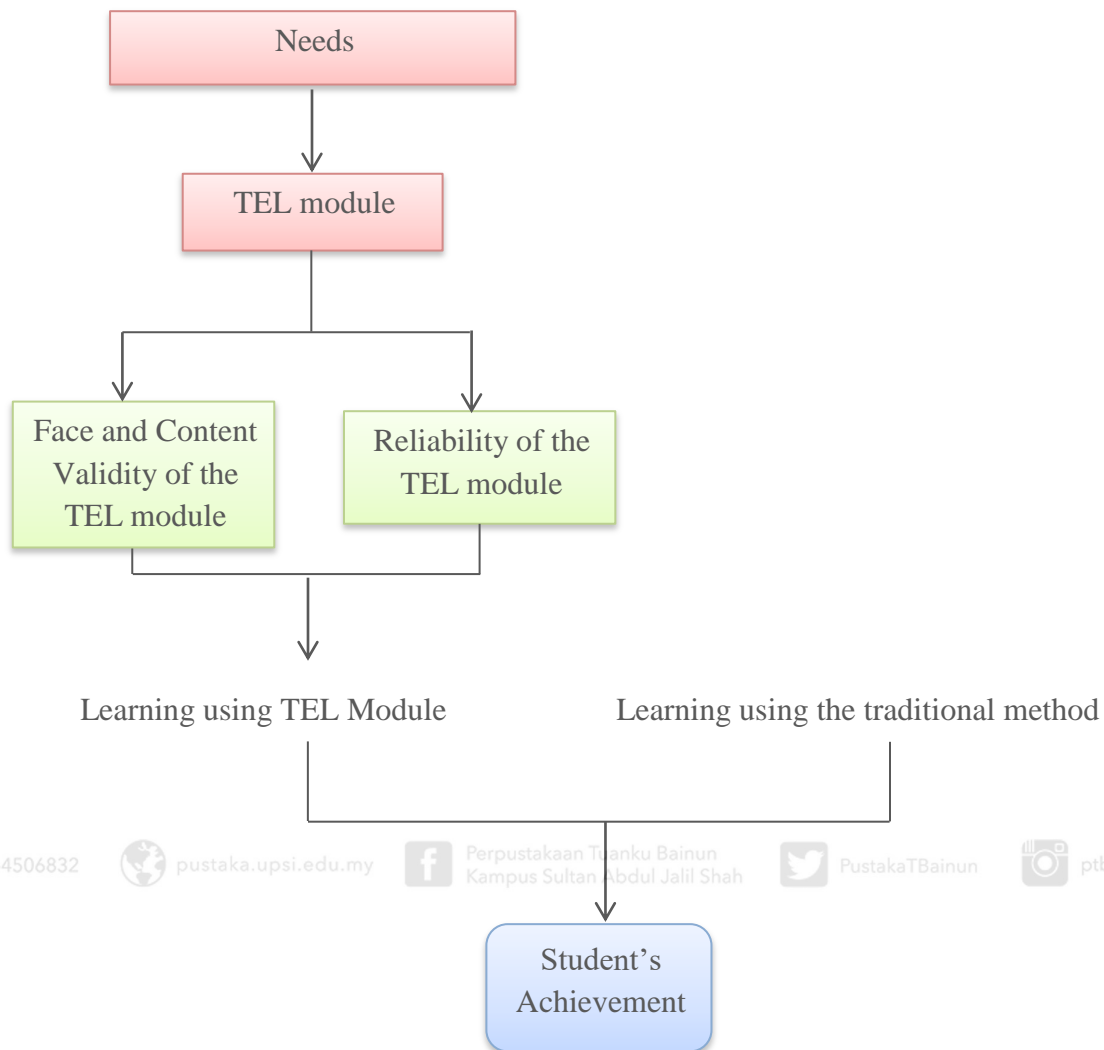 Needs
TEL module
Face and Content
Validity of the
TEL module
Reliability of the
TEL module
Learning using TEL Module
Learning using the traditional method
4506832
pustaka.upsi.edu.my
f
Perpustakaan Tuanku Bainun
Kampus Sultan Abdul Jalil Shah
PustakaTBainun
ptb
Student’s
Achievement